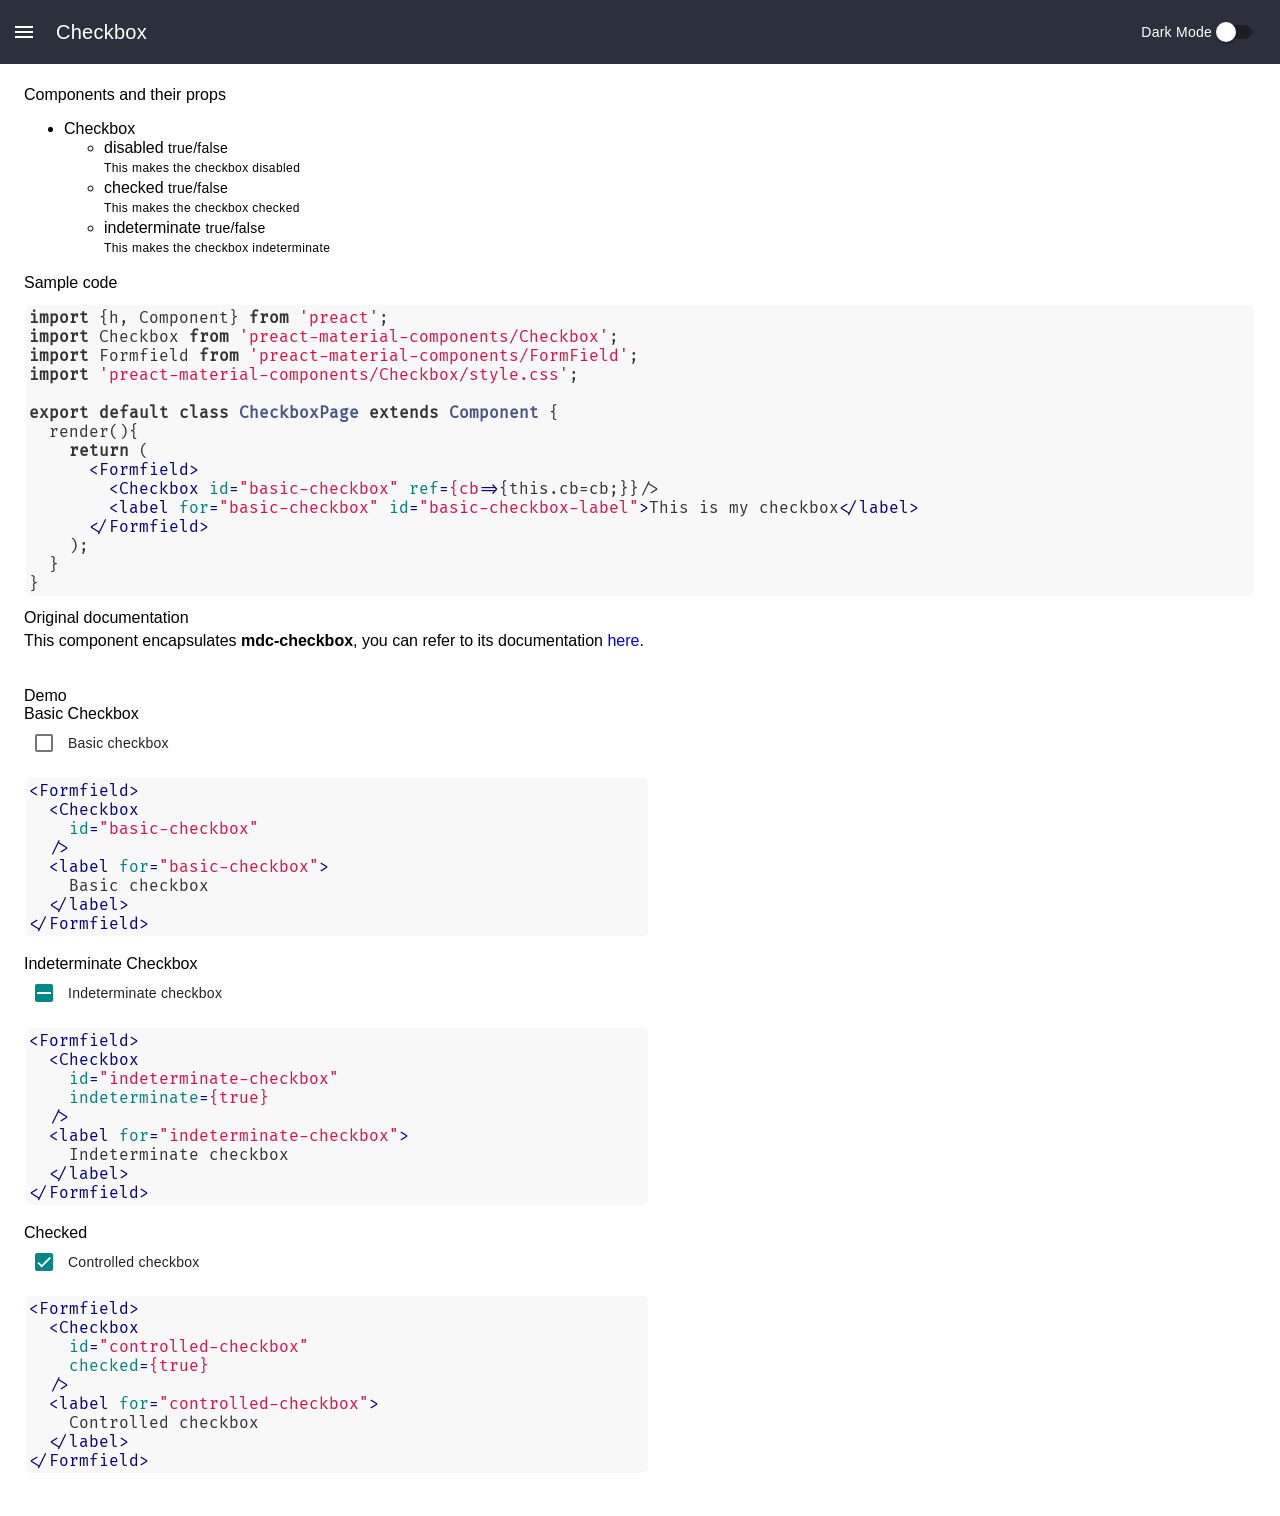 Checkbox
Dark Mode
Components and their props
Checkbox
disabled true/false
This makes the checkbox disabled
checked true/false
This makes the checkbox checked
indeterminate true/false
This makes the checkbox indeterminate
Sample code
import {h, Component} from 'preact';
import Checkbox from 'preact-material-components/Checkbox';
import Formfield from 'preact-material-components/FormField';
import 'preact-material-components/Checkbox/style.css';
export default class CheckboxPage extends Component {
  render(){
    return (
      <Formfield>
        <Checkbox id="basic-checkbox" ref={cb=>{this.cb=cb;}}/>
        <label for="basic-checkbox" id="basic-checkbox-label">This is my checkbox</label>
      </Formfield>
    );
  }
}
Original documentation
This component encapsulates mdc-checkbox, you can refer to its documentation here.
Demo
Basic Checkbox
Basic checkbox
<Formfield>
  <Checkbox
    id="basic-checkbox"
  />
  <label for="basic-checkbox">
    Basic checkbox
  </label>
</Formfield>
Indeterminate Checkbox
Indeterminate checkbox
<Formfield>
  <Checkbox
    id="indeterminate-checkbox"
    indeterminate={true}
  />
  <label for="indeterminate-checkbox">
    Indeterminate checkbox
  </label>
</Formfield>
Checked
Controlled checkbox
<Formfield>
  <Checkbox
    id="controlled-checkbox"
    checked={true}
  />
  <label for="controlled-checkbox">
    Controlled checkbox
  </label>
</Formfield>